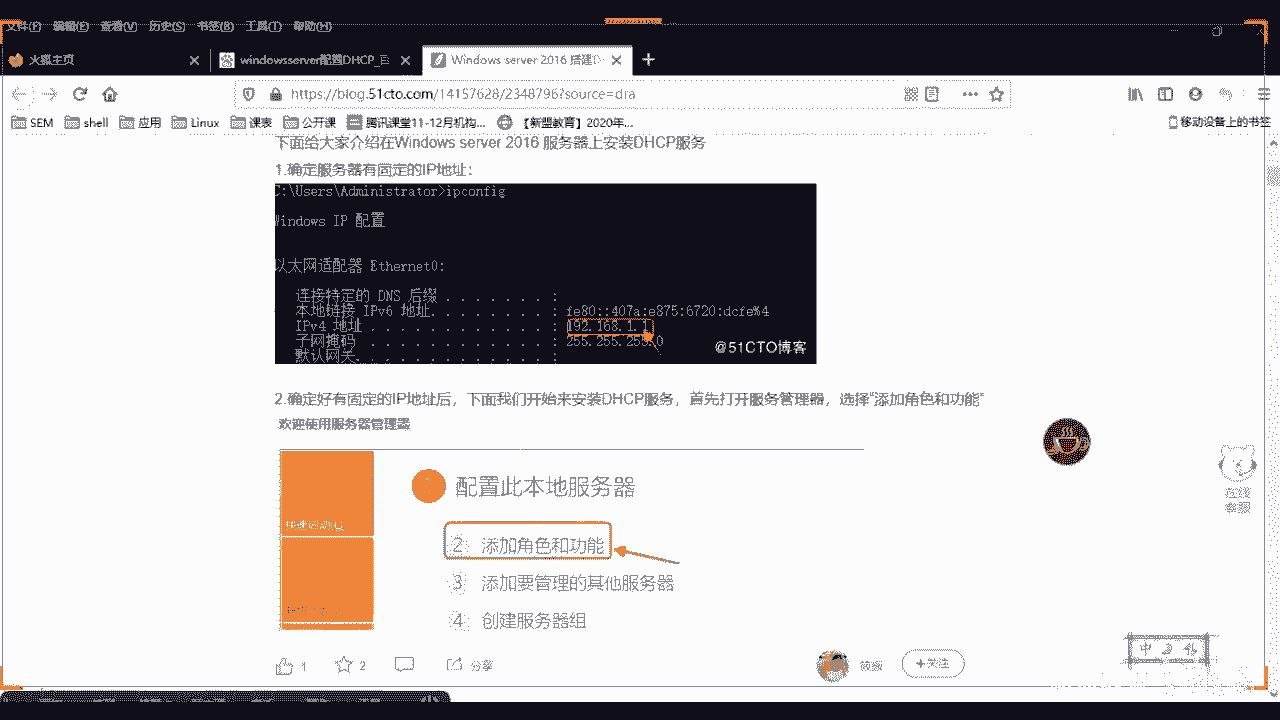 文件(F) 编辑(E) 查看(V) 历史(S) 书签(B) 工具(T) 帮助(H)
火狐主页
windowsserver配置DHCP_百
Windows server 2016 搭建D
https://blog.51cto.com/14157628/2348796?source=dra
SEM shell 应用 Linux 课表 公开课 腾讯课堂11-12月机构... 【新盟教育】2020年... 移动设备上的书签
下面给大家介绍在Windows server 2016 服务器上安装DHCP服务
1.确定服务器有固定的IP地址：
C:\Users\Administrator>ipconfig
Windows IP 配置
以太网适配器 Ethernet0:
连接特定的 DNS 后缀 . . . . . . . :
本地链接 IPv6 地址. . . . . . . . : fe80::407a:e875:6720:dcfe%4
IPv4 地址 . . . . . . . . . . . . : 192.168.1.1
子网掩码 . . . . . . . . . . . . : 255.255.255.0
默认网关. . . . . . . . . . . . . :
@51CTO博客
2.确定好有固定的IP地址后，下面我们开始来安装DHCP服务，首先打开服务管理器，选择“添加角色和功能”
欢迎使用服务器管理器
1 配置此本地服务器
快速启动(Q)
2 添加角色和功能
3 添加要管理的其他服务器
4 创建服务器组
在线
客服
1 2 分享
+关注